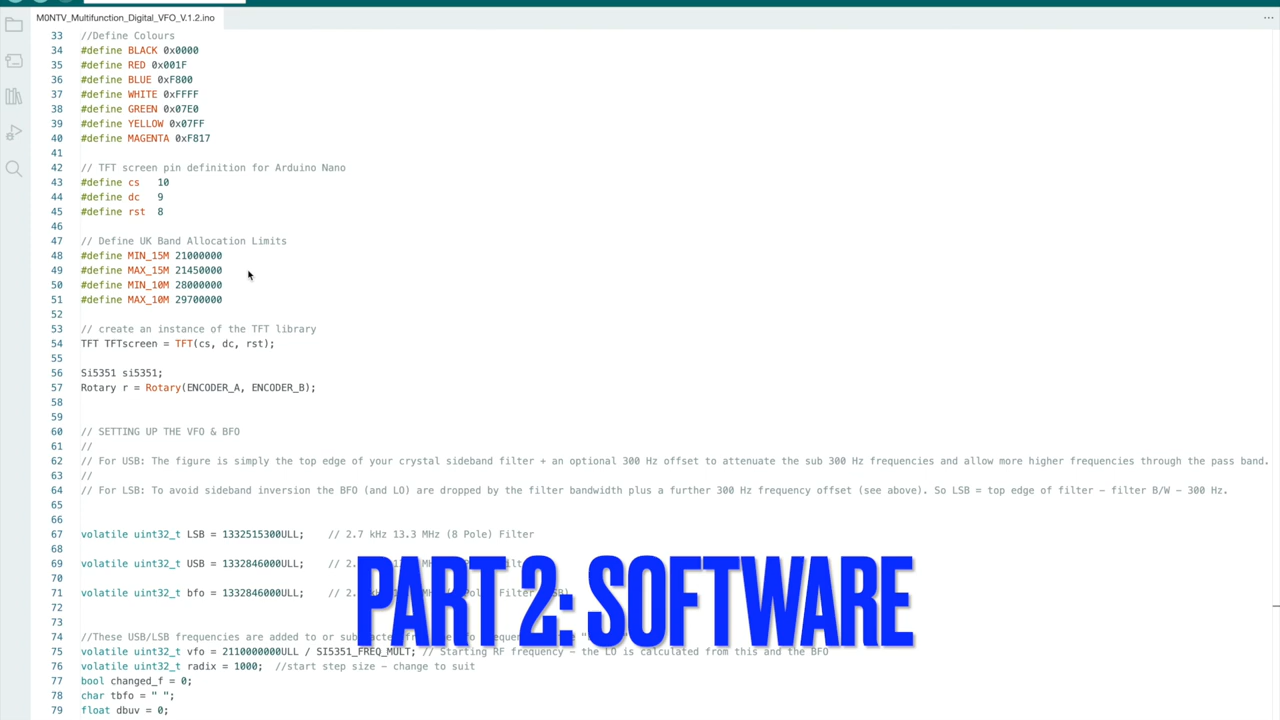 M0NTV_Multifunction_Digital_VFO_V.1.2.ino
...
33 //Define Colours
34 #define BLACK 0x0000
35 #define RED 0x001F
36 #define BLUE 0xF800
37 #define WHITE 0xFFFF
38 #define GREEN 0x07E0
39 #define YELLOW 0x07FF
40 #define MAGENTA 0xF817
41
42 // TFT screen pin definition for Arduino Nano
43 #define cs 10
44 #define dc 9
45 #define rst 8
46
47 // Define UK Band Allocation Limits
48 #define MIN_15M 21000000
49 #define MAX_15M 21450000
50 #define MIN_10M 28000000
51 #define MAX_10M 29700000
52
53 // create an instance of the TFT library
54 TFT TFTscreen = TFT(cs, dc, rst);
55
56 Si5351 si5351;
57 Rotary r = Rotary(ENCODER_A, ENCODER_B);
58
59
60 // SETTING UP THE VFO & BFO
61 //
62 // For USB: The figure is simply the top edge of your crystal sideband filter + an optional 300 Hz offset to attenuate the sub 300 Hz frequencies and allow more higher frequencies through the pass band.
63 //
64 // For LSB: To avoid sideband inversion the BFO (and LO) are dropped by the filter bandwidth plus a further 300 Hz frequency offset (see above). So LSB = top edge of filter - filter B/W - 300 Hz.
65
66
67 volatile uint32_t LSB = 1332515300ULL; // 2.7 kHz 13.3 MHz (8 Pole) Filter
68
69 volatile uint32_t USB = 1332846000ULL; // 2.
70
71 volatile uint32_t bfo = 1332846000ULL; // 2.
72
73
74 //These USB/LSB frequencies are added to or
75 volatile uint32_t vfo = 2110000000ULL / SI5351_FREQ_MULT; // Starting RF frequency - the LO is calculated from this and the BFO
76 volatile uint32_t radix = 1000; //start step size - change to suit
77 bool changed_f = 0;
78 char tbfo = " ";
79 float dbuv = 0;
PART 2: SOFTWARE